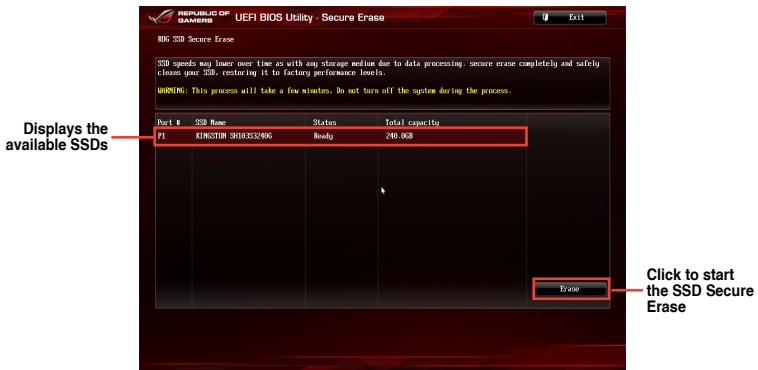 REPUBLIC OF GAMERS UEFI BIOS Utility - Secure Erase
Exit
ROG SSD Secure Erase
SSD speeds may lower over time as with any storage medium due to data processing. secure erase completely and safely
cleans your SSD, restoring it to factory performance levels.
WARNING: This process will take a few minutes. Do not turn off the system during the process.
Port # SSD Name Status Total capacity
P1 KINGSTON SH103S3240G Ready 240.0GB
Displays the
available SSDs
Erase
Click to start
the SSD Secure
Erase